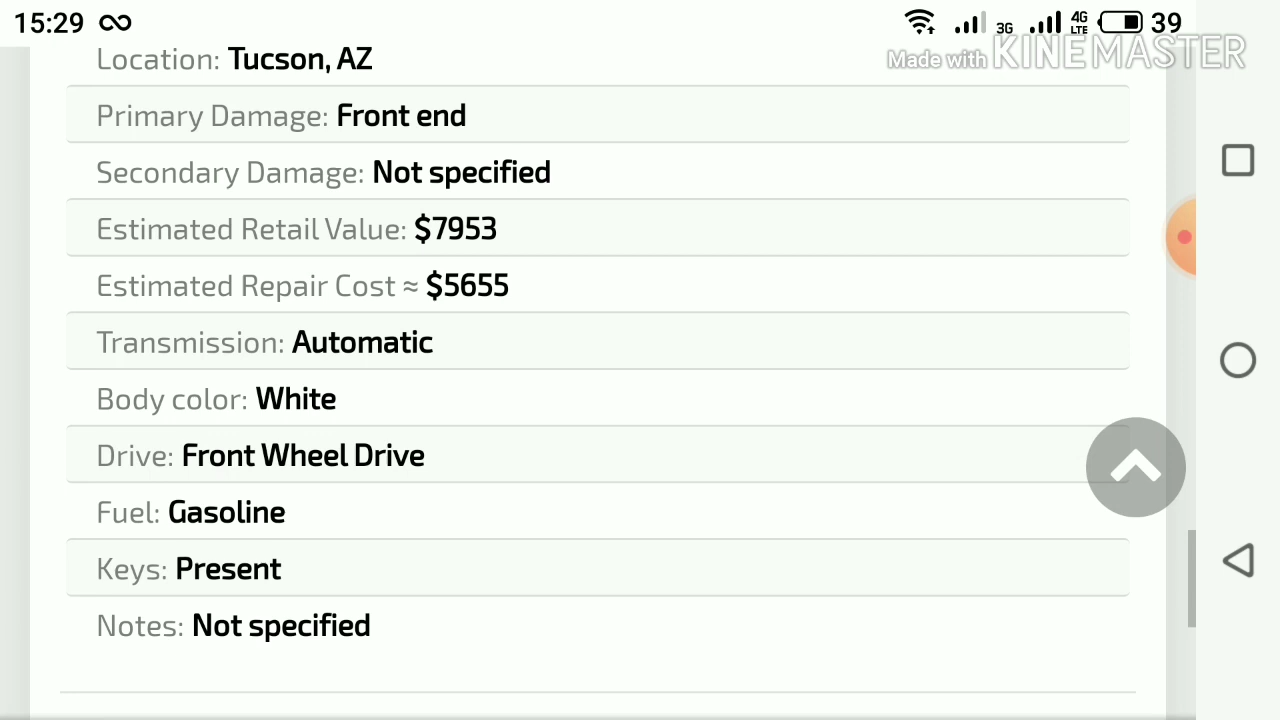 15:29 3G 4G LTE 39
Made with KINEMASTER
Location: Tucson, AZ
Primary Damage: Front end
Secondary Damage: Not specified
Estimated Retail Value: $7953
Estimated Repair Cost ≈ $5655
Transmission: Automatic
Body color: White
Drive: Front Wheel Drive
Fuel: Gasoline
Keys: Present
Notes: Not specified